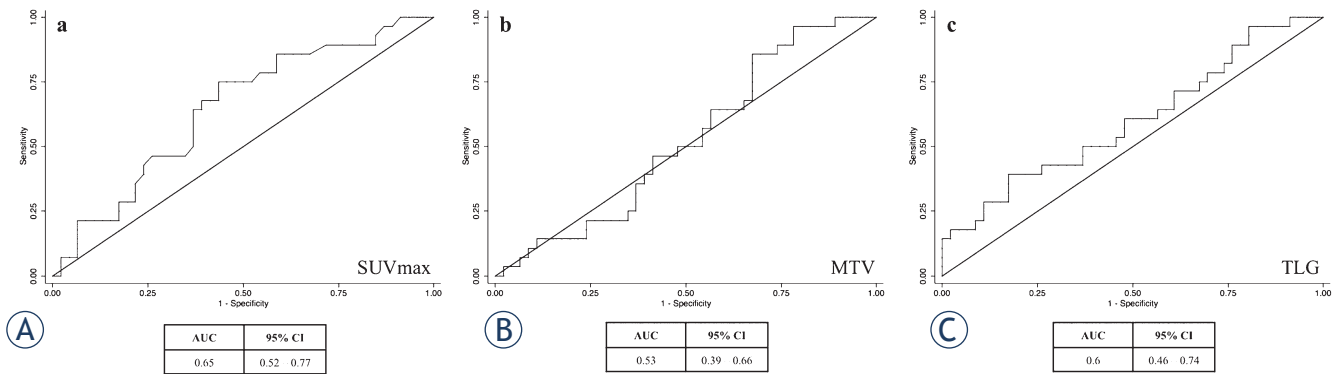 a
1.00
0.75
0.50
0.25
0.00
Sensitivity
SUVmax
0.00 0.25 0.50 0.75 1.00
1 - Specificity
A
AUC 95% CI
0.65 0.52 0.77
b
1.00
0.75
0.50
0.25
0.00
Sensitivity
MTV
0.00 0.25 0.50 0.75 1.00
1 - Specificity
B
AUC 95% CI
0.53 0.39 0.66
c
1.00
0.75
0.50
0.25
0.00
Sensitivity
TLG
0.00 0.25 0.50 0.75 1.00
1 - Specificity
C
AUC 95% CI
0.6 0.46 0.74